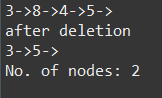 3->8->4->5->
after deletion
3->5->
No. of nodes: 2